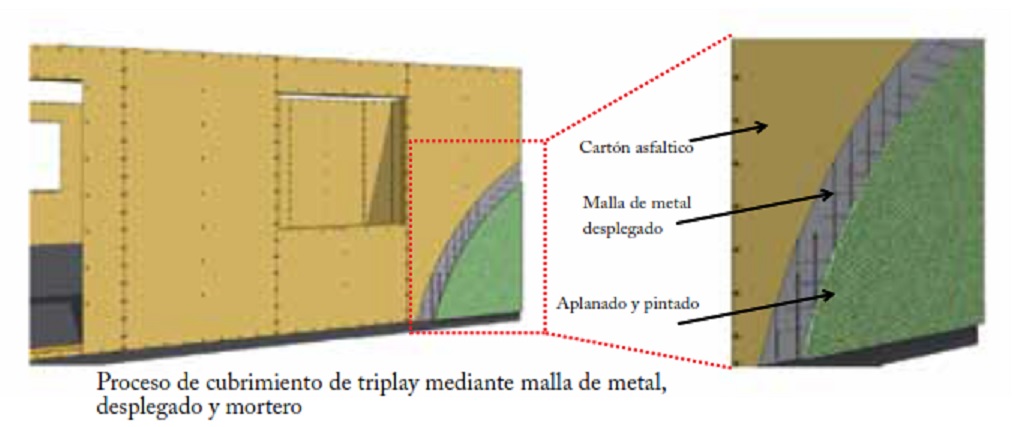 Cartón asfaltico
Malla de metal
desplegado
Aplanado y pintado
Proceso de cubrimiento de triplay mediante malla de metal,
desplegado y mortero